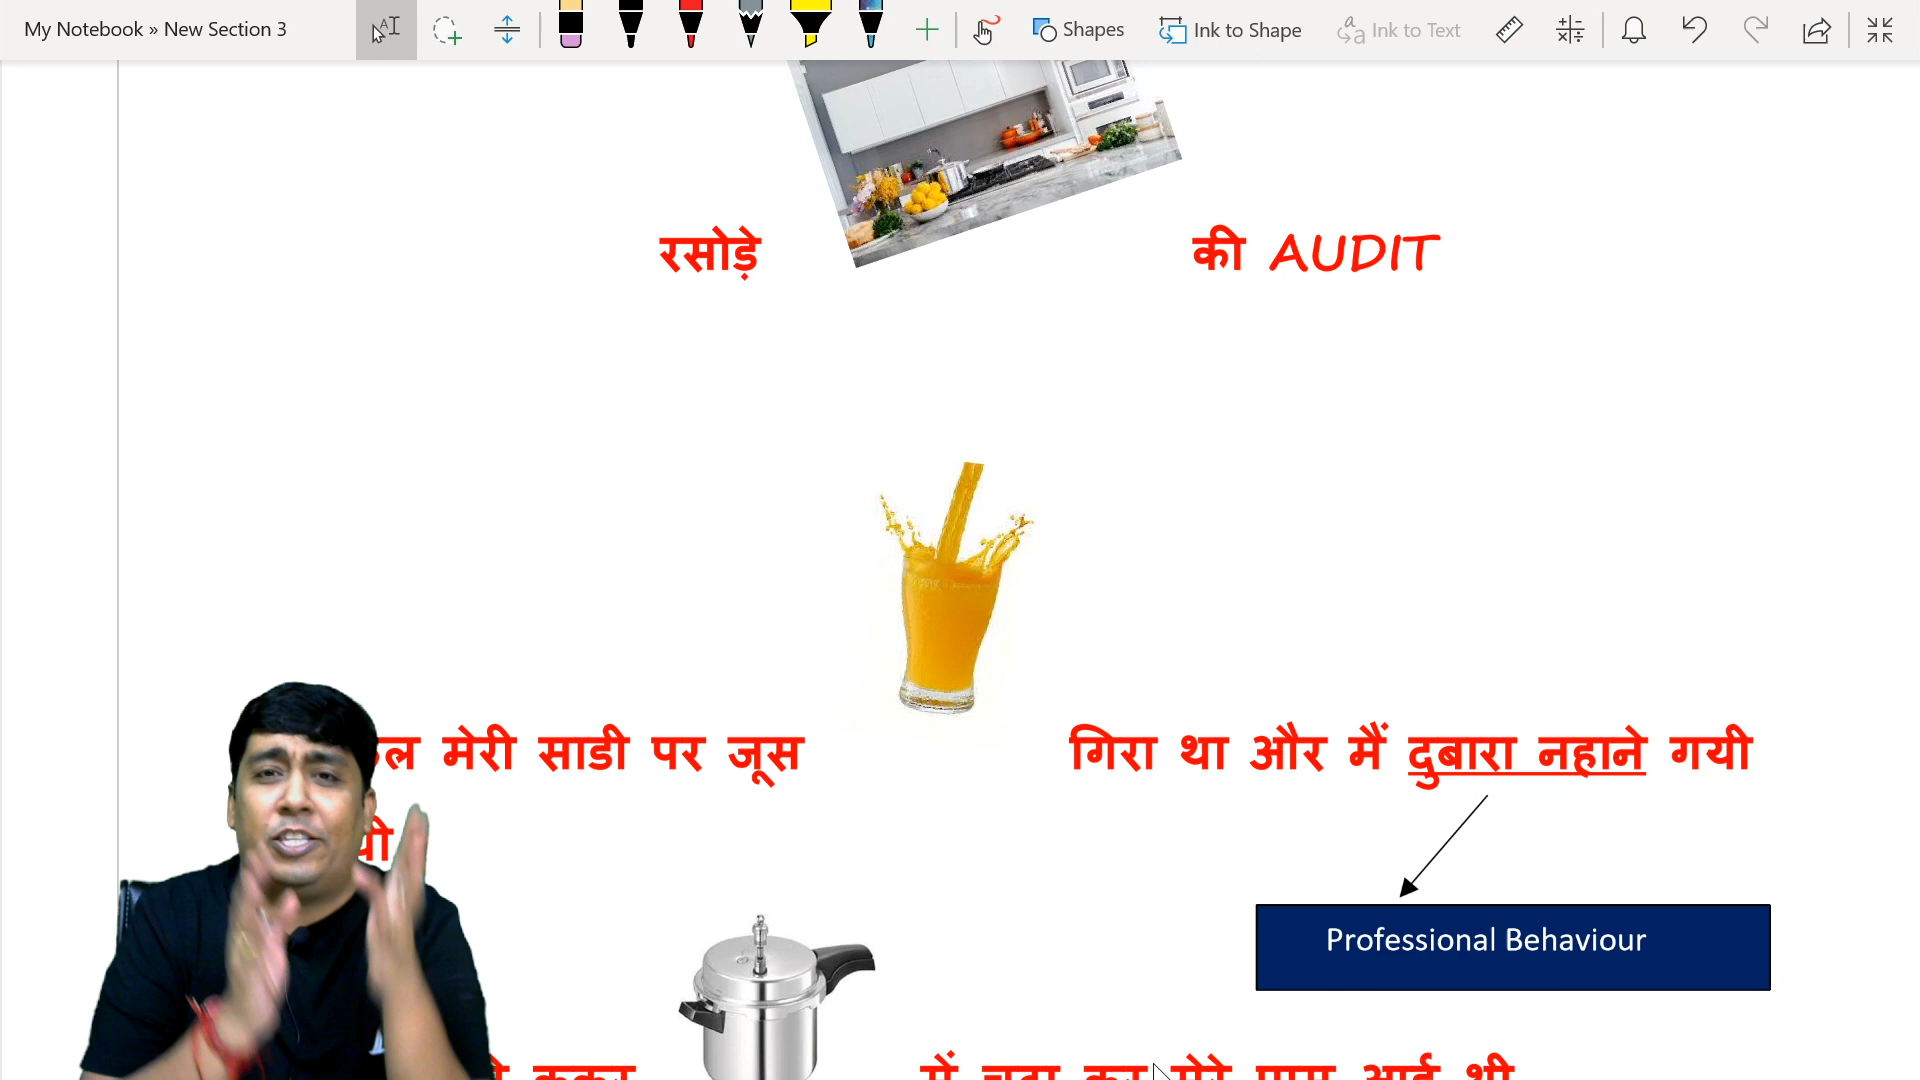 My Notebook » New Section 3 Shapes Ink to Shape Ink to Text
रसोड़े की AUDIT
मेरी साडी पर जूस गिरा था और मैं दुबारा नहाने गयी
Professional Behaviour